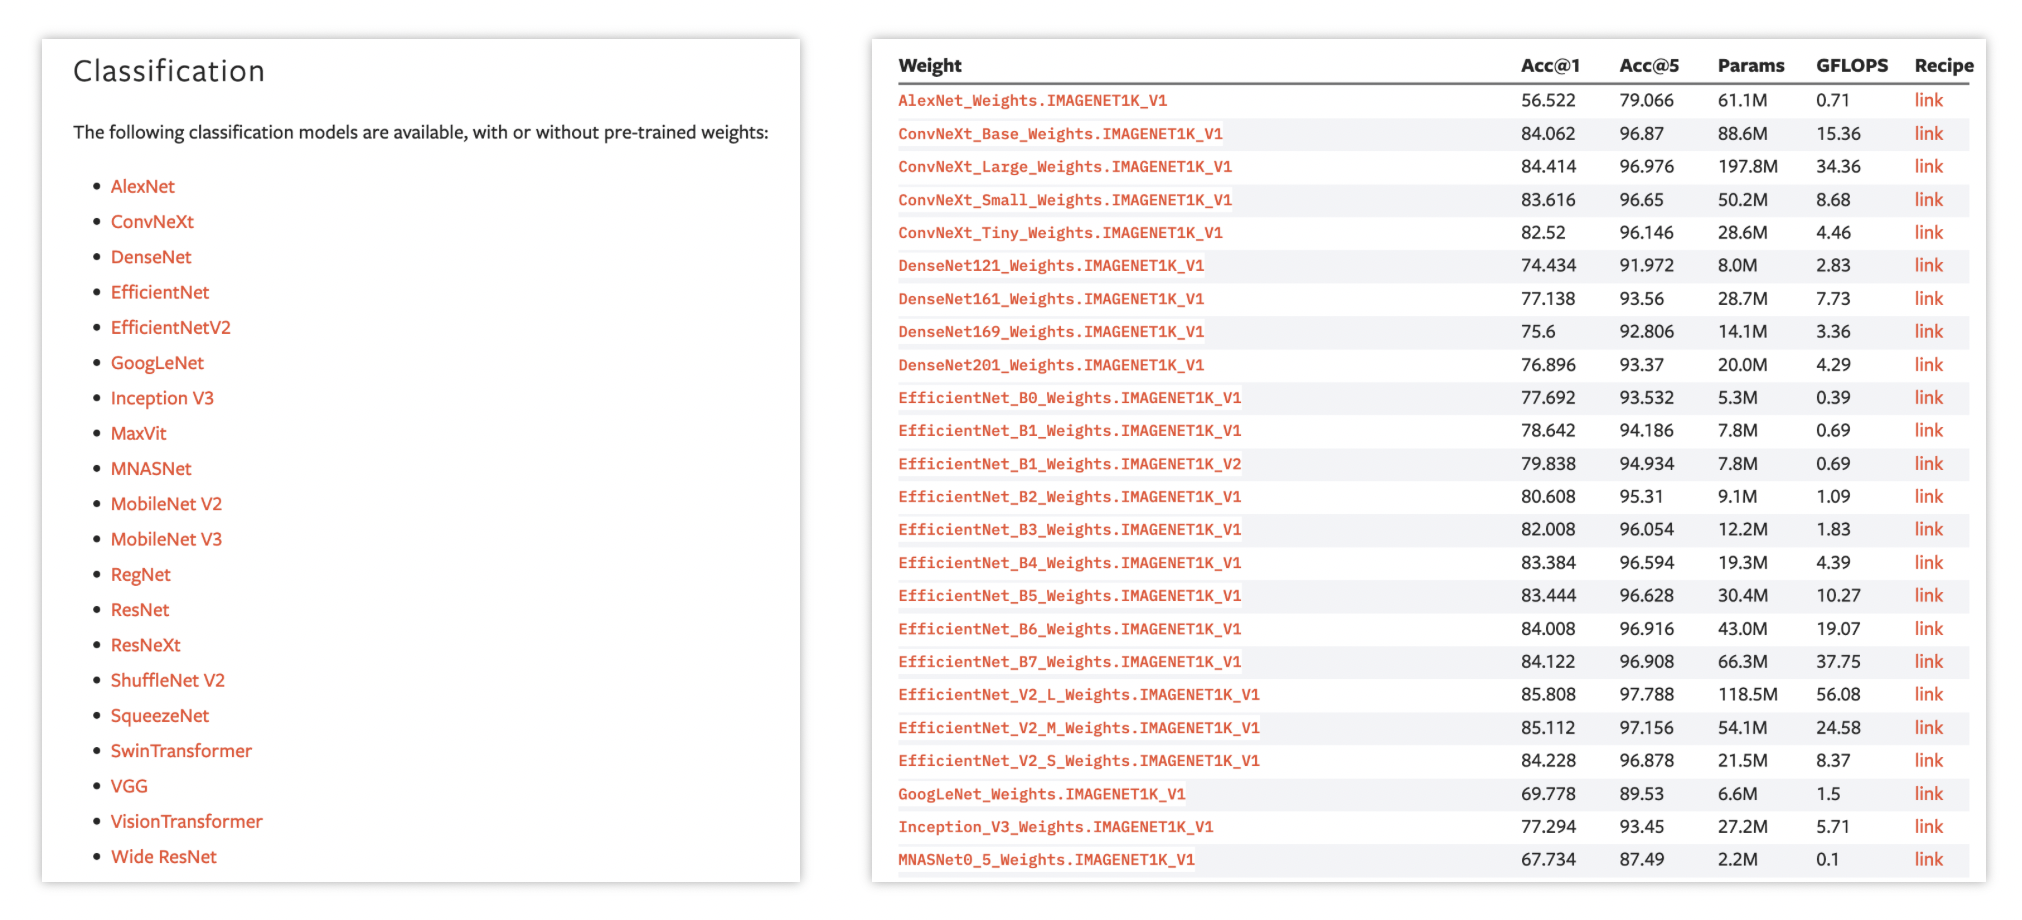 Classification
The following classification models are available, with or without pre-trained weights:
• AlexNet
• ConvNeXt
• DenseNet
• EfficientNet
• EfficientNetV2
• GoogLeNet
• Inception V3
• MaxVit
• MNASNet
• MobileNet V2
• MobileNet V3
• RegNet
• ResNet
• ResNeXt
• ShuffleNet V2
• SqueezeNet
• SwinTransformer
• VGG
• VisionTransformer
• Wide ResNet
Weight Acc@1 Acc@5 Params GFLOPS Recipe
AlexNet_Weights.IMAGENET1K_V1 56.522 79.066 61.1M 0.71 link
ConvNeXt_Base_Weights.IMAGENET1K_V1 84.062 96.87 88.6M 15.36 link
ConvNeXt_Large_Weights.IMAGENET1K_V1 84.414 96.976 197.8M 34.36 link
ConvNeXt_Small_Weights.IMAGENET1K_V1 83.616 96.65 50.2M 8.68 link
ConvNeXt_Tiny_Weights.IMAGENET1K_V1 82.52 96.146 28.6M 4.46 link
DenseNet121_Weights.IMAGENET1K_V1 74.434 91.972 8.0M 2.83 link
DenseNet161_Weights.IMAGENET1K_V1 77.138 93.56 28.7M 7.73 link
DenseNet169_Weights.IMAGENET1K_V1 75.6 92.806 14.1M 3.36 link
DenseNet201_Weights.IMAGENET1K_V1 76.896 93.37 20.0M 4.29 link
EfficientNet_B0_Weights.IMAGENET1K_V1 77.692 93.532 5.3M 0.39 link
EfficientNet_B1_Weights.IMAGENET1K_V1 78.642 94.186 7.8M 0.69 link
EfficientNet_B1_Weights.IMAGENET1K_V2 79.838 94.934 7.8M 0.69 link
EfficientNet_B2_Weights.IMAGENET1K_V1 80.608 95.31 9.1M 1.09 link
EfficientNet_B3_Weights.IMAGENET1K_V1 82.008 96.054 12.2M 1.83 link
EfficientNet_B4_Weights.IMAGENET1K_V1 83.384 96.594 19.3M 4.39 link
EfficientNet_B5_Weights.IMAGENET1K_V1 83.444 96.628 30.4M 10.27 link
EfficientNet_B6_Weights.IMAGENET1K_V1 84.008 96.916 43.0M 19.07 link
EfficientNet_B7_Weights.IMAGENET1K_V1 84.122 96.908 66.3M 37.75 link
EfficientNet_V2_L_Weights.IMAGENET1K_V1 85.808 97.788 118.5M 56.08 link
EfficientNet_V2_M_Weights.IMAGENET1K_V1 85.112 97.156 54.1M 24.58 link
EfficientNet_V2_S_Weights.IMAGENET1K_V1 84.228 96.878 21.5M 8.37 link
GoogLeNet_Weights.IMAGENET1K_V1 69.778 89.53 6.6M 1.5 link
Inception_V3_Weights.IMAGENET1K_V1 77.294 93.45 27.2M 5.71 link
MNASNet0_5_Weights.IMAGENET1K_V1 67.734 87.49 2.2M 0.1 link